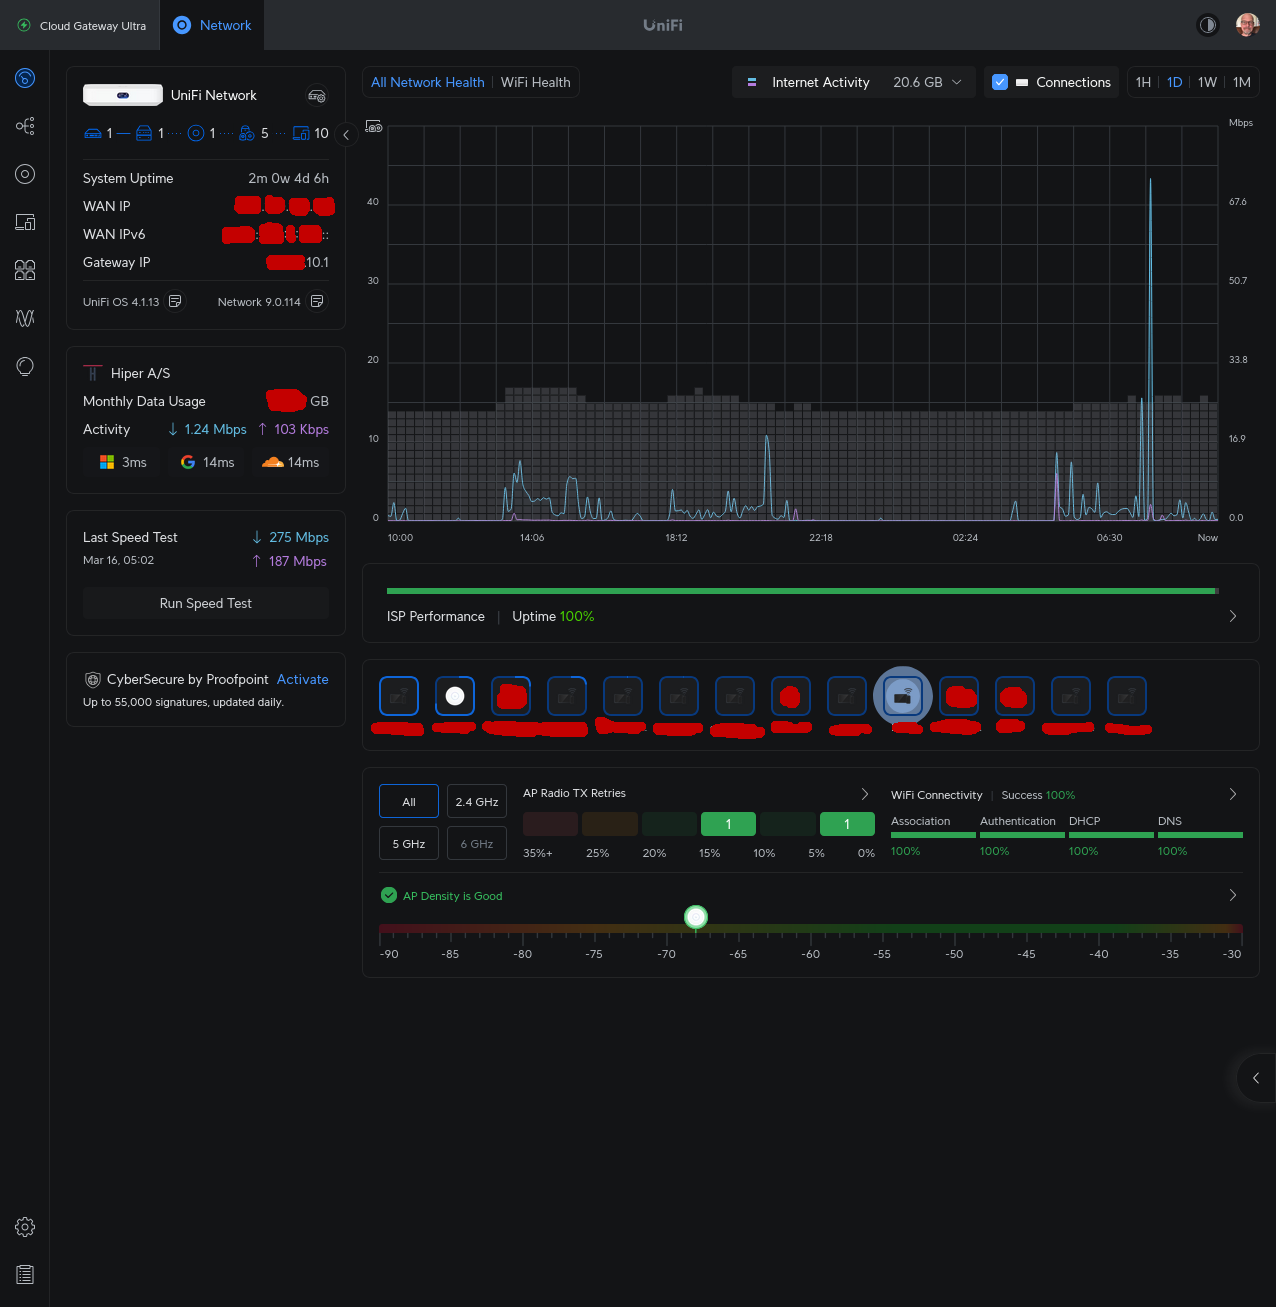 Cloud Gateway Ultra
Network
UniFi
UniFi Network
1 1 1 5 10
System Uptime 2m 0w 4d 6h
WAN IP
WAN IPv6
Gateway IP .10.1
UniFi OS 4.1.13 Network 9.0.114
Hiper A/S
Monthly Data Usage GB
Activity ↓ 1.24 Mbps ↑ 103 Kbps
3ms 14ms 14ms
Last Speed Test ↓ 275 Mbps
Mar 16, 05:02 ↑ 187 Mbps
Run Speed Test
CyberSecure by Proofpoint Activate
Up to 55,000 signatures, updated daily.
All Network Health | WiFi Health
Internet Activity 20.6 GB
Connections
1H | 1D | 1W | 1M
Mbps
40 67.6
30 50.7
20 33.8
10 16.9
0 0.0
10:00 14:06 18:12 22:18 02:24 06:30 Now
ISP Performance | Uptime 100%
All 2.4 GHz
5 GHz 6 GHz
AP Radio TX Retries
1 1
35%+ 25% 20% 15% 10% 5% 0%
WiFi Connectivity | Success 100%
Association Authentication DHCP DNS
100% 100% 100% 100%
AP Density is Good
-90 -85 -80 -75 -70 -65 -60 -55 -50 -45 -40 -35 -30